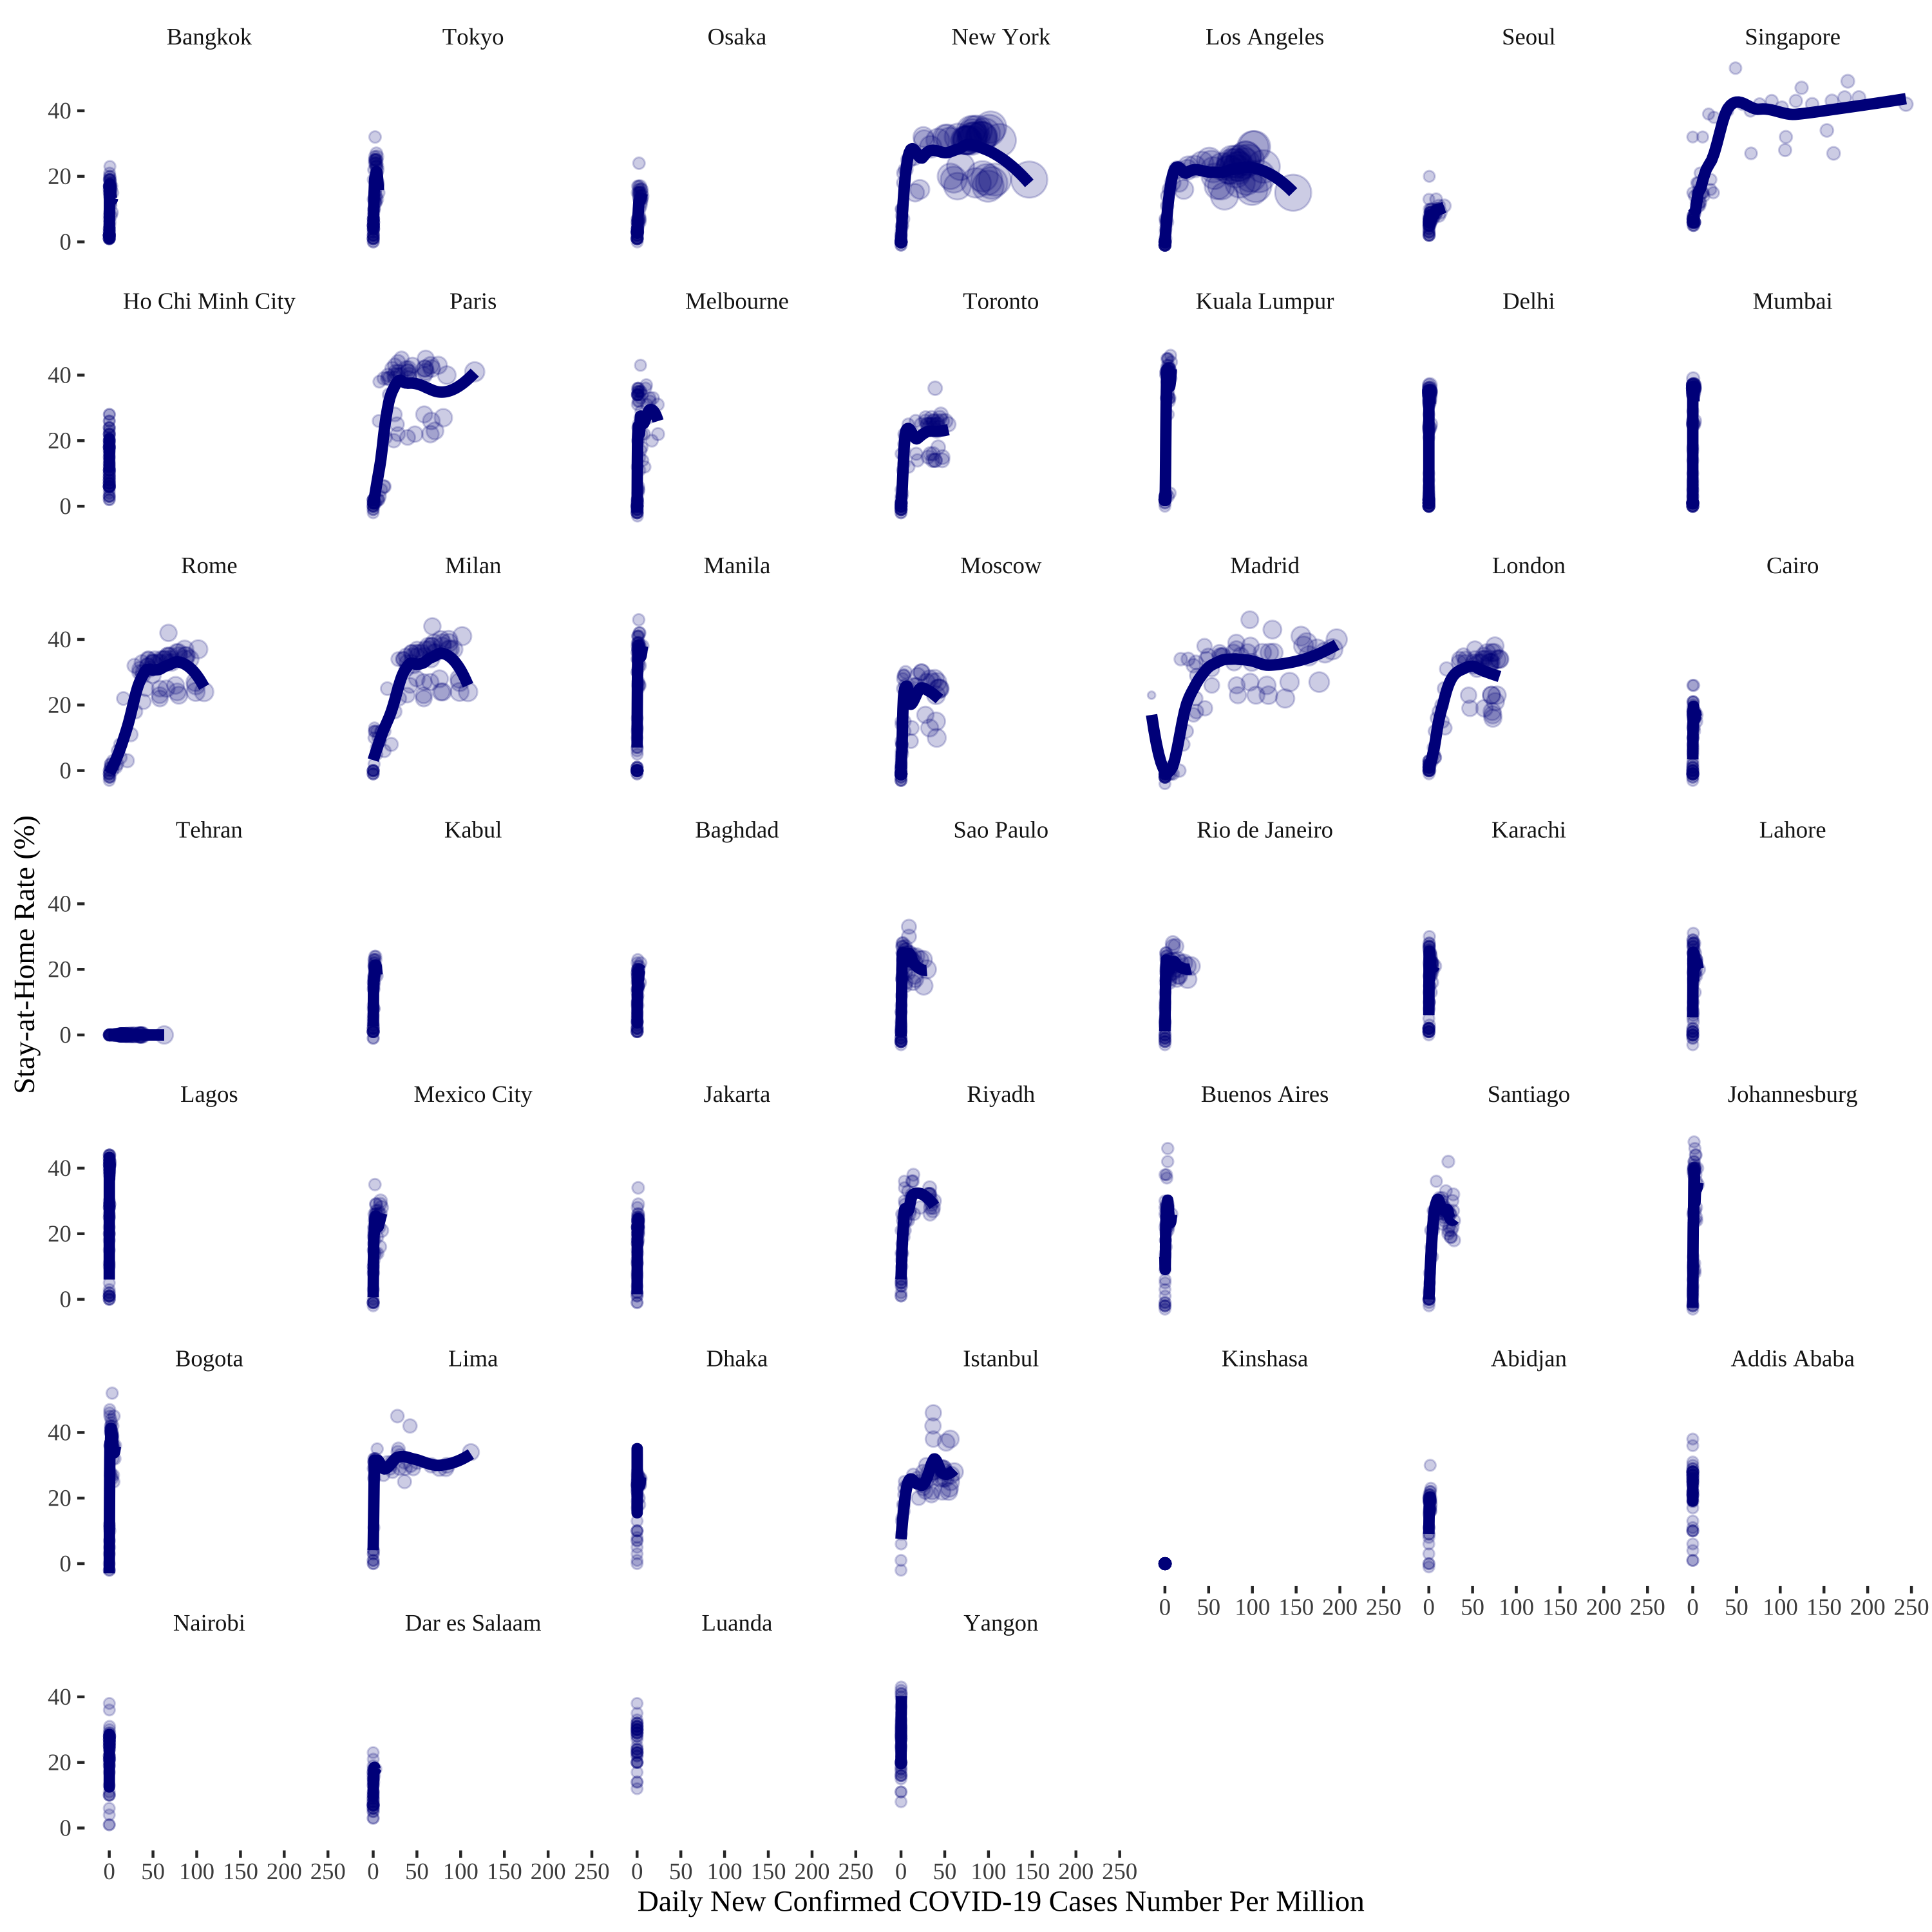 Bangkok Tokyo Osaka New York Los Angeles Seoul Singapore
40
20
0
Ho Chi Minh City Paris Melbourne Toronto Kuala Lumpur Delhi Mumbai
40
20
0
Rome Milan Manila Moscow Madrid London Cairo
40
20
0
Stay-at-Home Rate (%)
Tehran Kabul Baghdad Sao Paulo Rio de Janeiro Karachi Lahore
40
20
0
Lagos Mexico City Jakarta Riyadh Buenos Aires Santiago Johannesburg
40
20
0
Bogota Lima Dhaka Istanbul Kinshasa Abidjan Addis Ababa
40
20
0
0 50 100 150 200 250 0 50 100 150 200 250 0 50 100 150 200 250
Nairobi Dar es Salaam Luanda Yangon
40
20
0
0 50 100 150 200 250 0 50 100 150 200 250 0 50 100 150 200 250 0 50 100 150 200 250
Daily New Confirmed COVID-19 Cases Number Per Million